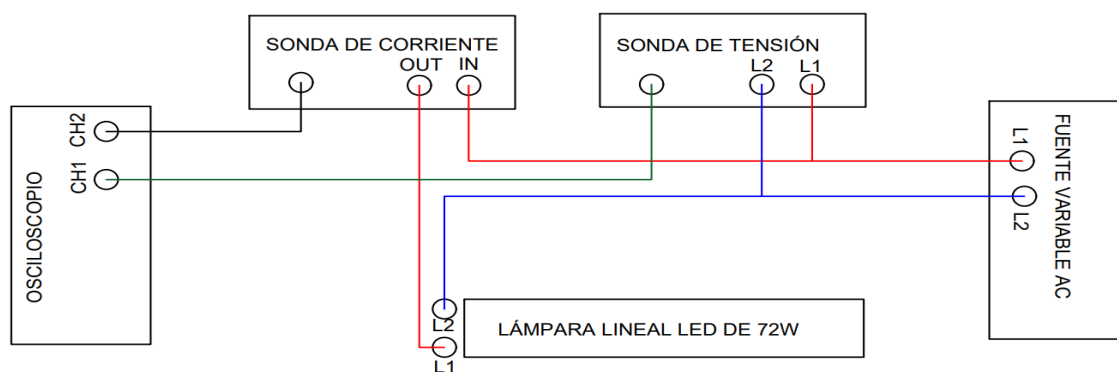 SONDA DE CORRIENTE
OUT IN
SONDA DE TENSIÓN
L2 L1
OSCILOSCOPIO
CH2
CH1
FUENTE VARIABLE AC
L1
L2
L2
L1
LÁMPARA LINEAL LED DE 72W